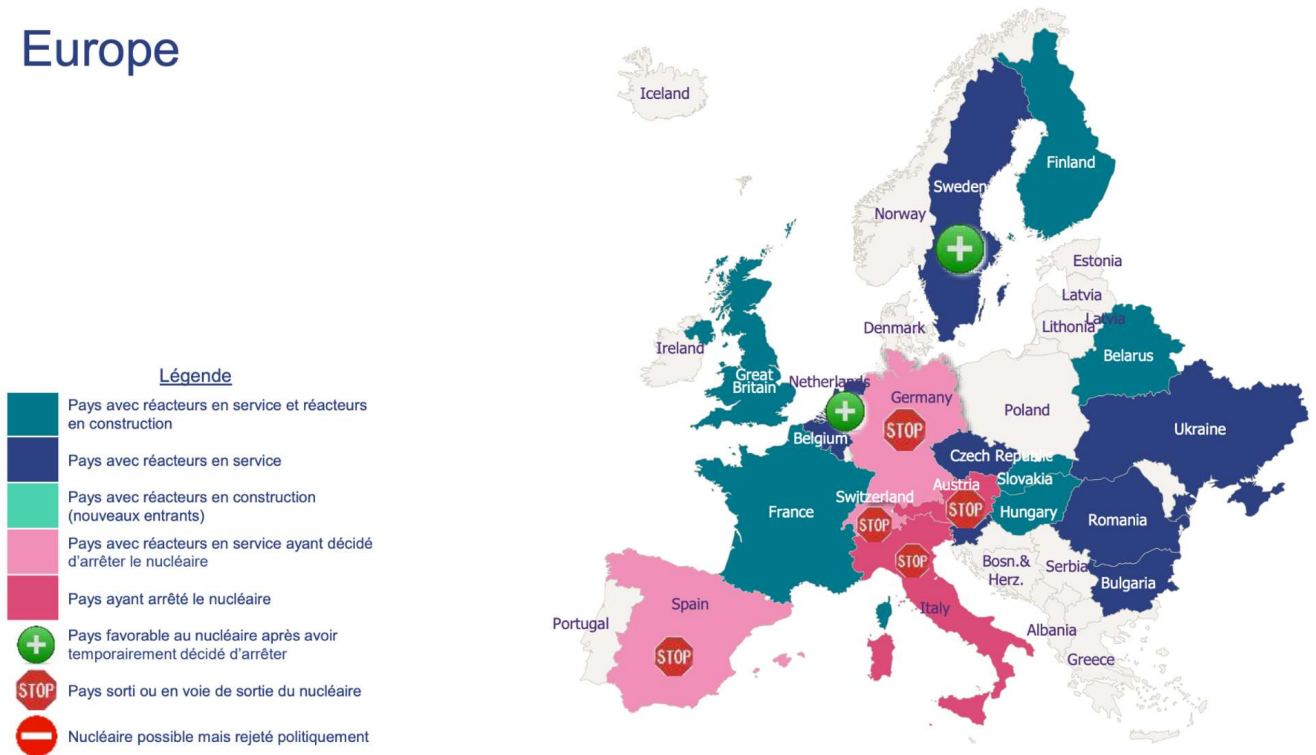 Europe
Iceland
Finland
Sweden
Norway
Estonia
Latvia
Denmark
Lithonia
Latvia
Ireland
Belarus
Great
Britain
Netherlands
Germany
Poland
STOP
Ukraine
Belgium
Czech Republic
Slovakia
Austria
Switzerland
France
STOP
Hungary
STOP
Romania
STOP
Bosn.&
Herz.
Serbia
Bulgaria
Spain
Italy
Portugal
Albania
STOP
Greece
Légende
Pays avec réacteurs en service et réacteurs
en construction
Pays avec réacteurs en service
Pays avec réacteurs en construction
(nouveaux entrants)
Pays avec réacteurs en service ayant décidé
d'arrêter le nucléaire
Pays ayant arrêté le nucléaire
Pays favorable au nucléaire après avoir
temporairement décidé d'arrêter
STOP
Pays sorti ou en voie de sortie du nucléaire
Nucléaire possible mais rejeté politiquement